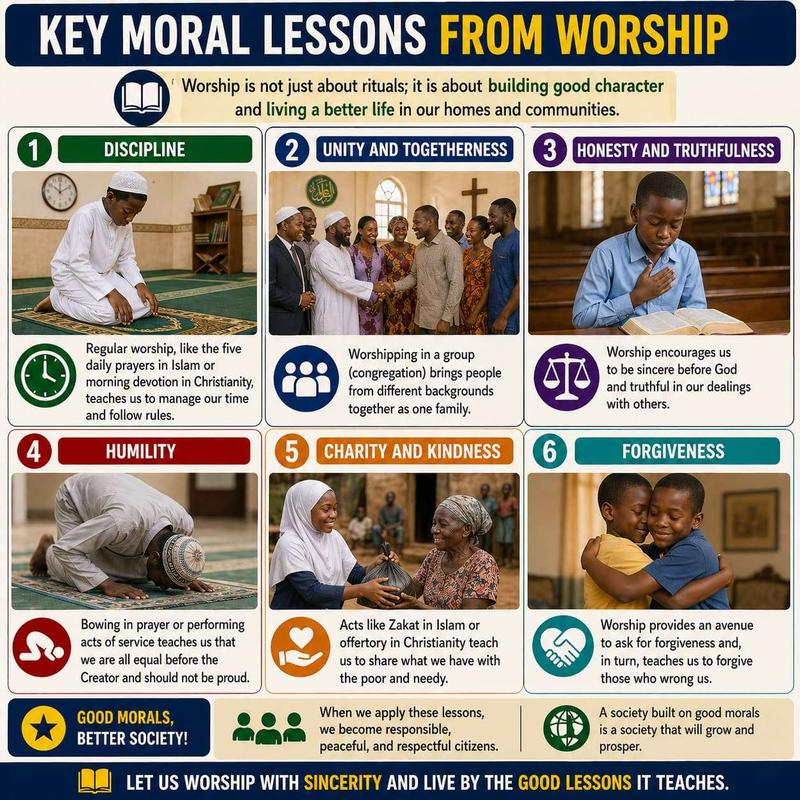 KEY MORAL LESSONS FROM WORSHIP
Worship is not just about rituals; it is about building good character
and living a better life in our homes and communities.
1 DISCIPLINE
Regular worship, like the five
daily prayers in Islam or
morning devotion in Christianity,
teaches us to manage our time
and follow rules.
2 UNITY AND TOGETHERNESS
Worshipping in a group
(congregation) brings people
from different backgrounds
together as one family.
3 HONESTY AND TRUTHFULNESS
Worship encourages us
to be sincere before God
and truthful in our dealings
with others.
4 HUMILITY
Bowing in prayer or performing
acts of service teaches us that
we are all equal before the
Creator and should not be proud.
5 CHARITY AND KINDNESS
Acts like Zakat in Islam or
offertory in Christianity teach
us to share what we have with
the poor and needy.
6 FORGIVENESS
Worship provides an avenue
to ask for forgiveness and,
in turn, teaches us to forgive
those who wrong us.
GOOD MORALS,
BETTER SOCIETY!
When we apply these lessons,
we become responsible,
peaceful, and respectful citizens.
A society built on good morals
is a society that will grow and
prosper.
LET US WORSHIP WITH SINCERITY AND LIVE BY THE GOOD LESSONS IT TEACHES.